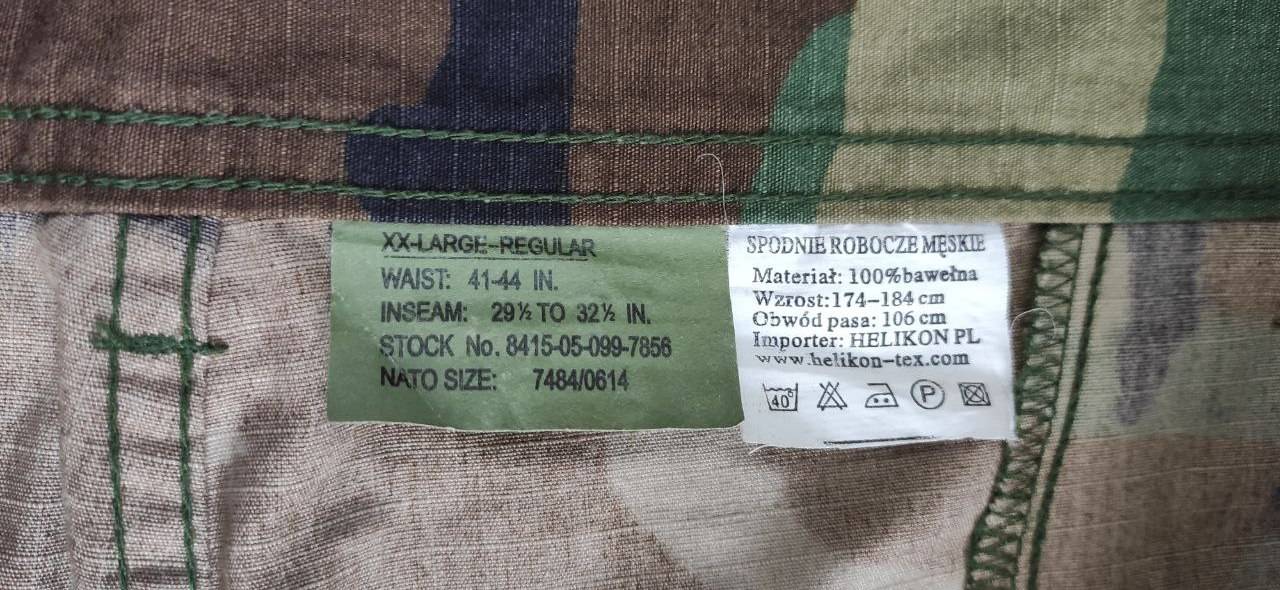 XX-LARGE-REGULAR
WAIST: 41-44 IN.
INSEAM: 29½ TO 32½ IN.
STOCK No. 8415-05-099-7856
NATO SIZE: 7484/0614
SPODNIE ROBOCZE MĘSKIE
Materiał: 100%bawełna
Wzrost:174-184 cm
Obwód pasa: 106 cm
Importer: HELIKON PL
www.helikon-tex.com
40°
P